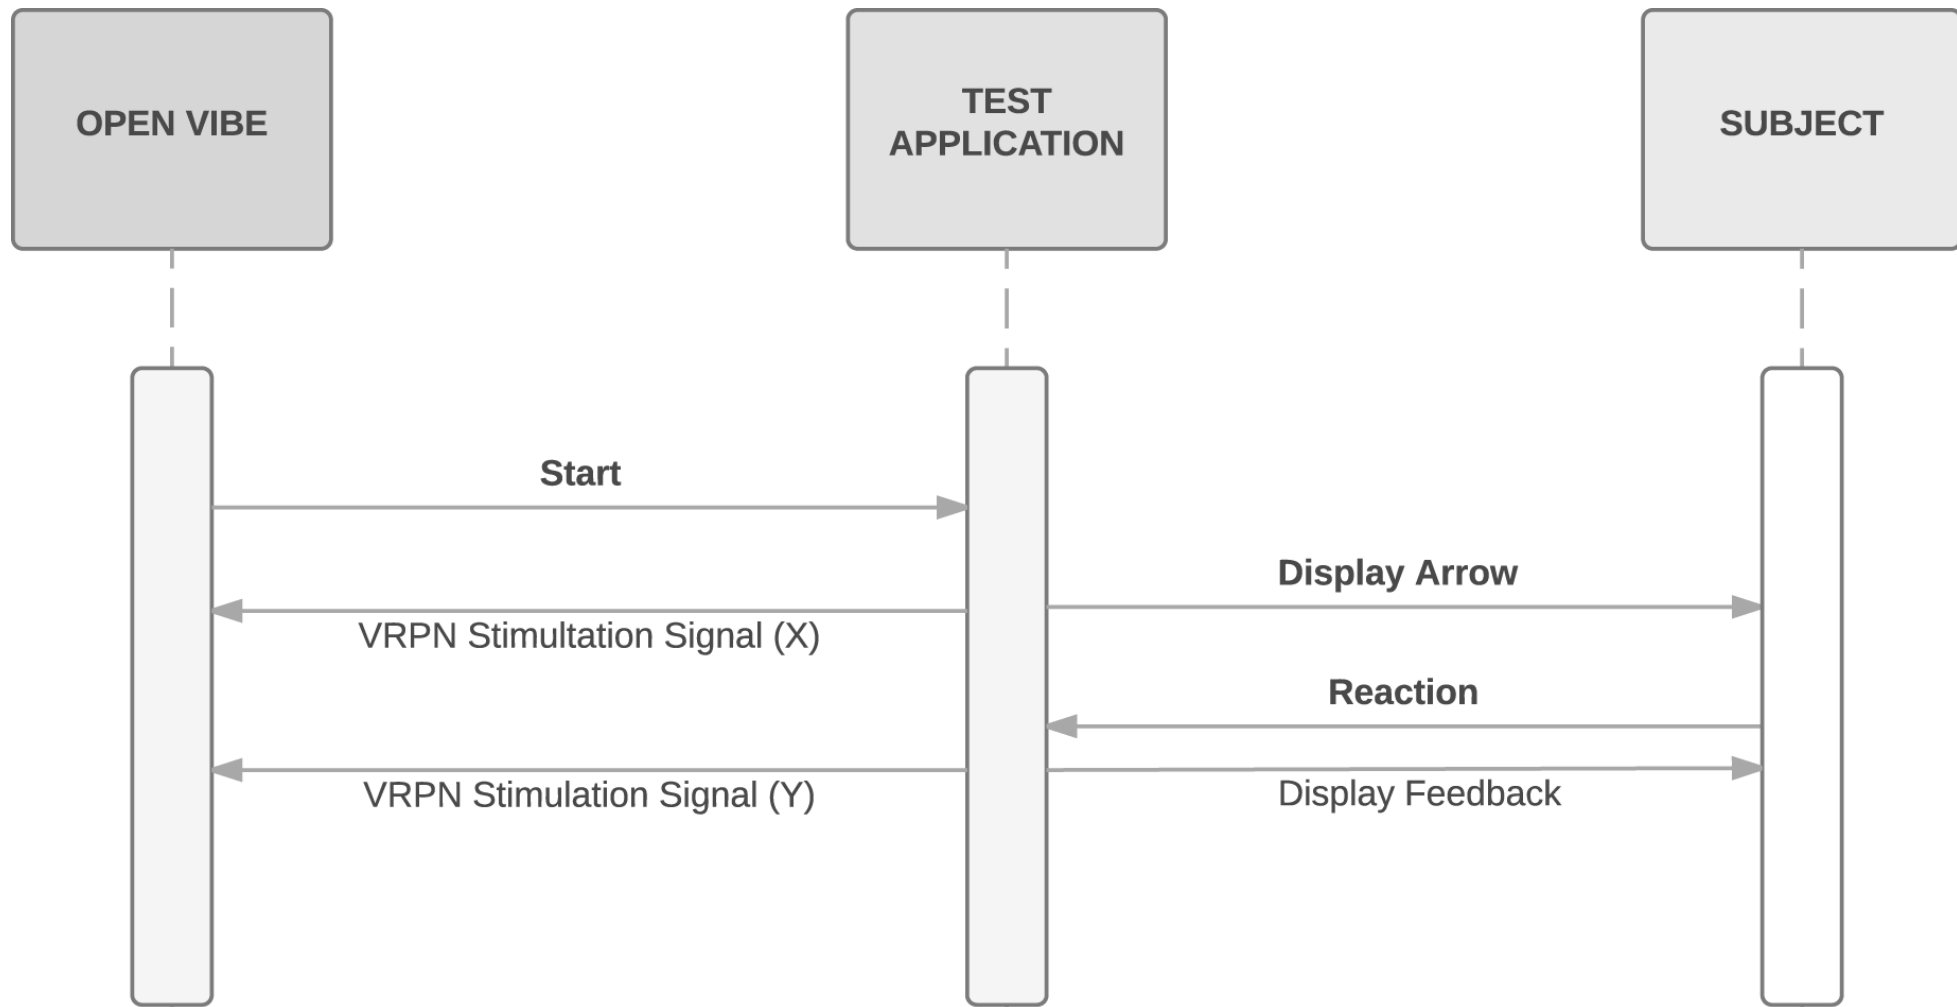 OPEN VIBE
TEST
APPLICATION
SUBJECT
Start
Display Arrow
VRPN Stimultation Signal (X)
Reaction
VRPN Stimulation Signal (Y)
Display Feedback